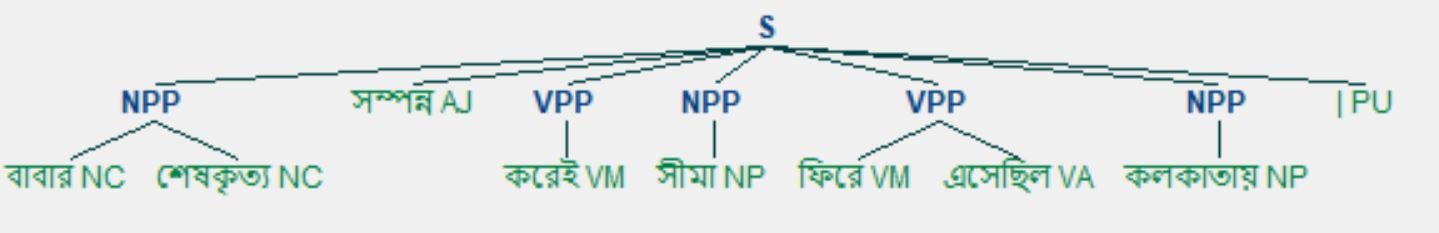 S
NPP সম্পন্ন AJ VPP NPP VPP NPP | PU
বাবার NC শেষকৃত্য NC করেই VM সীমা NP ফিরে VM এসেছিল VA কলকাতায় NP